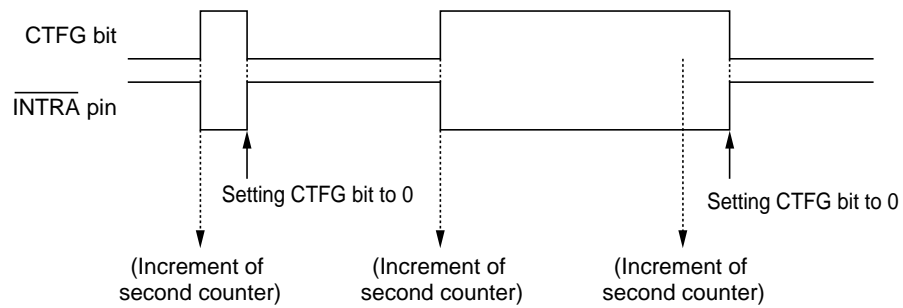 CTFG bit
INTRA pin
Setting CTFG bit to 0
Setting CTFG bit to 0
(Increment of
second counter)
(Increment of
second counter)
(Increment of
second counter)